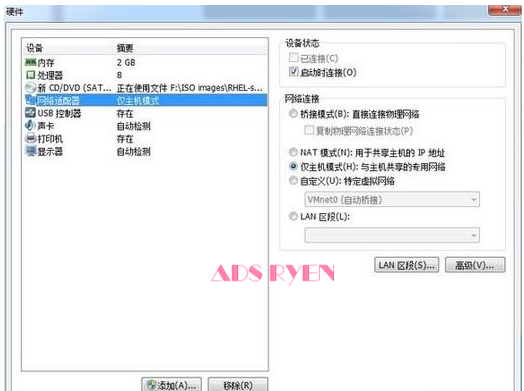 硬件
设备 摘要
内存 2 GB
处理器 8
新 CD/DVD (SAT... 正在使用文件 F:\ISO images\RHEL-s...
网络适配器 仅主机模式
USB 控制器 存在
声卡 自动检测
打印机 存在
显示器 自动检测
设备状态
已连接(C)
启动时连接(O)
网络连接
桥接模式(B): 直接连接物理网络
复制物理网络连接状态(P)
NAT 模式(N): 用于共享主机的 IP 地址
仅主机模式(H): 与主机共享的专用网络
自定义(U): 特定虚拟网络
VMnet0 (自动桥接)
LAN 区段(L):
LAN 区段(S)... 高级(V)...
ADS RYEN
添加(A)... 移除(R)